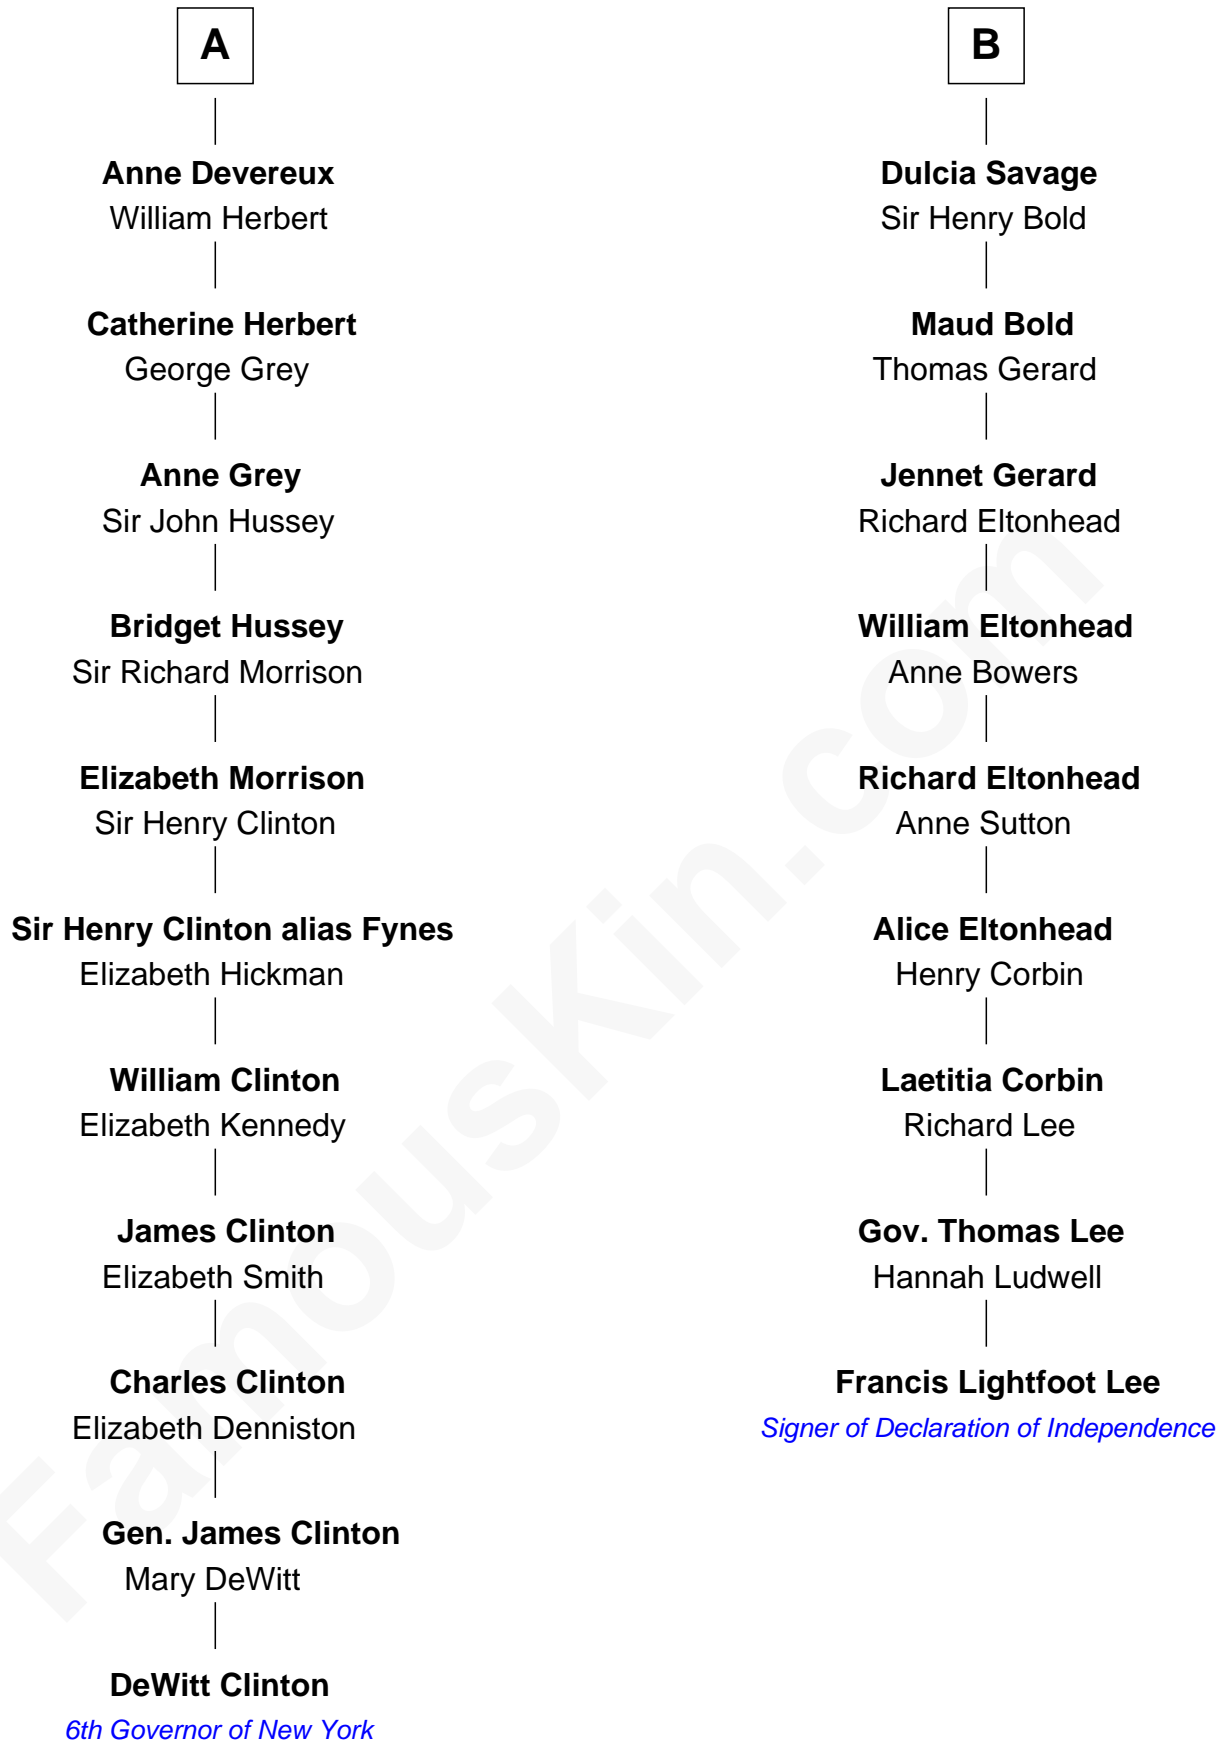 A
Anne Devereux
William Herbert
Catherine Herbert
George Grey
Anne Grey
Sir John Hussey
Bridget Hussey
Sir Richard Morrison
Elizabeth Morrison
Sir Henry Clinton
Sir Henry Clinton alias Fynes
Elizabeth Hickman
William Clinton
Elizabeth Kennedy
James Clinton
Elizabeth Smith
Charles Clinton
Elizabeth Denniston
Gen. James Clinton
Mary DeWitt
DeWitt Clinton
6th Governor of New York
B
Dulcia Savage
Sir Henry Bold
Maud Bold
Thomas Gerard
Jennet Gerard
Richard Eltonhead
William Eltonhead
Anne Bowers
Richard Eltonhead
Anne Sutton
Alice Eltonhead
Henry Corbin
Laetitia Corbin
Richard Lee
Gov. Thomas Lee
Hannah Ludwell
Francis Lightfoot Lee
Signer of Declaration of Independence
FamousKin.com